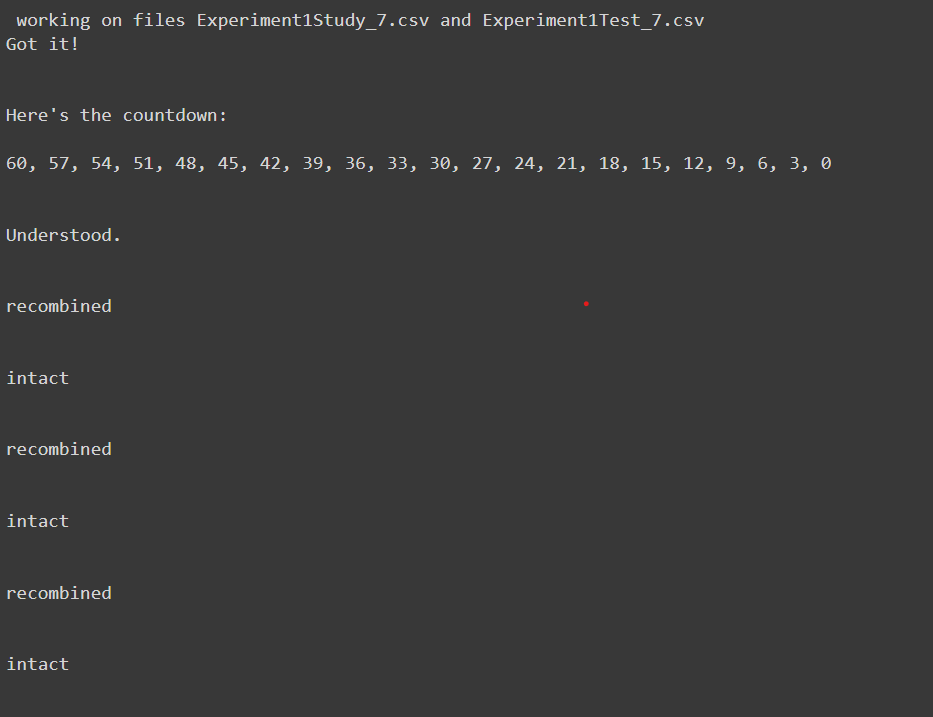 working on files Experiment1Study_7.csv and Experiment1Test_7.csv
Got it!
Here's the countdown:
60, 57, 54, 51, 48, 45, 42, 39, 36, 33, 30, 27, 24, 21, 18, 15, 12, 9, 6, 3, 0
Understood.
recombined
intact
recombined
intact
recombined
intact